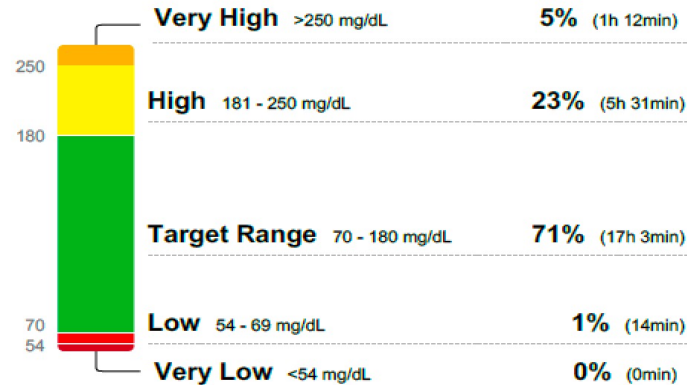 Very High >250 mg/dL 5% (1h 12min)
250
High 181 - 250 mg/dL 23% (5h 31min)
180
Target Range 70 - 180 mg/dL 71% (17h 3min)
70
Low 54 - 69 mg/dL 1% (14min)
54
Very Low <54 mg/dL 0% (0min)